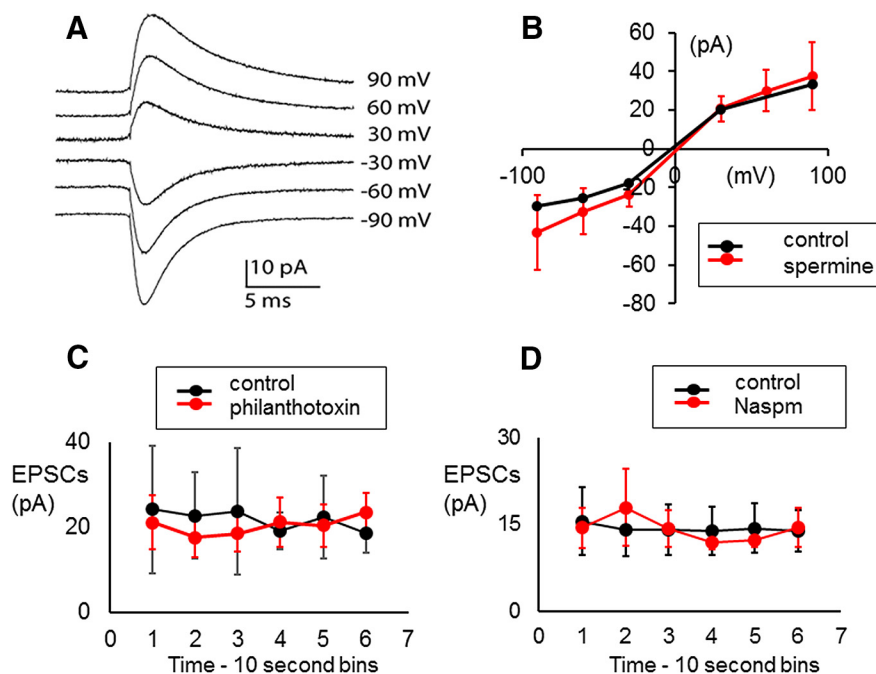 A
90 mV
60 mV
30 mV
-30 mV
-60 mV
-90 mV
10 pA
5 ms
B
60
(pA)
40
20
0
-100
0
(mV)
100
-20
-40
-60
-80
control
spermine
C
control
philanthotoxin
40
EPSCs
(pA)
20
0
0 1 2 3 4 5 6 7
Time - 10 second bins
D
control
Naspm
30
EPSCs
(pA)
15
0
0 1 2 3 4 5 6 7
Time - 10 second bins